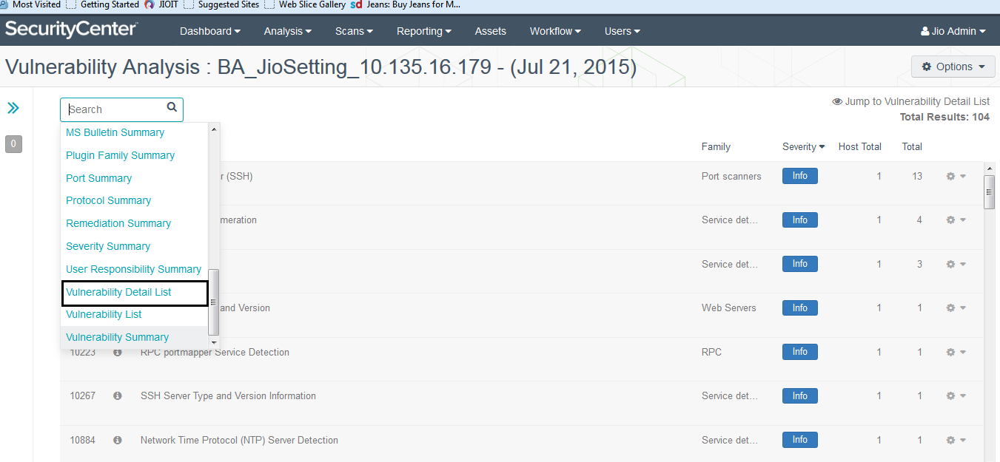 Most Visited Getting Started JIOIT Suggested Sites Web Slice Gallery sd Jeans: Buy Jeans for M...
SecurityCenter Dashboard Analysis Scans Reporting Assets Workflow Users Jio Admin
Vulnerability Analysis : BA_JioSetting_10.135.16.179 - (Jul 21, 2015) Options
Search Jump to Vulnerability Detail List
Total Results: 104
0
MS Bulletin Summary
Family Severity Host Total Total
Plugin Family Summary
Port Summary r (SSH) Port scanners Info 1 13
Protocol Summary
Remediation Summary meration Service det... Info 1 4
Severity Summary
User Responsibility Summary Service det... Info 1 3
Vulnerability Detail List
Vulnerability List and Version Web Servers Info 1 1
Vulnerability Summary
10223 RPC portmapper Service Detection RPC Info 1 1
10267 SSH Server Type and Version Information Service det... Info 1 1
10884 Network Time Protocol (NTP) Server Detection Service det... Info 1 1